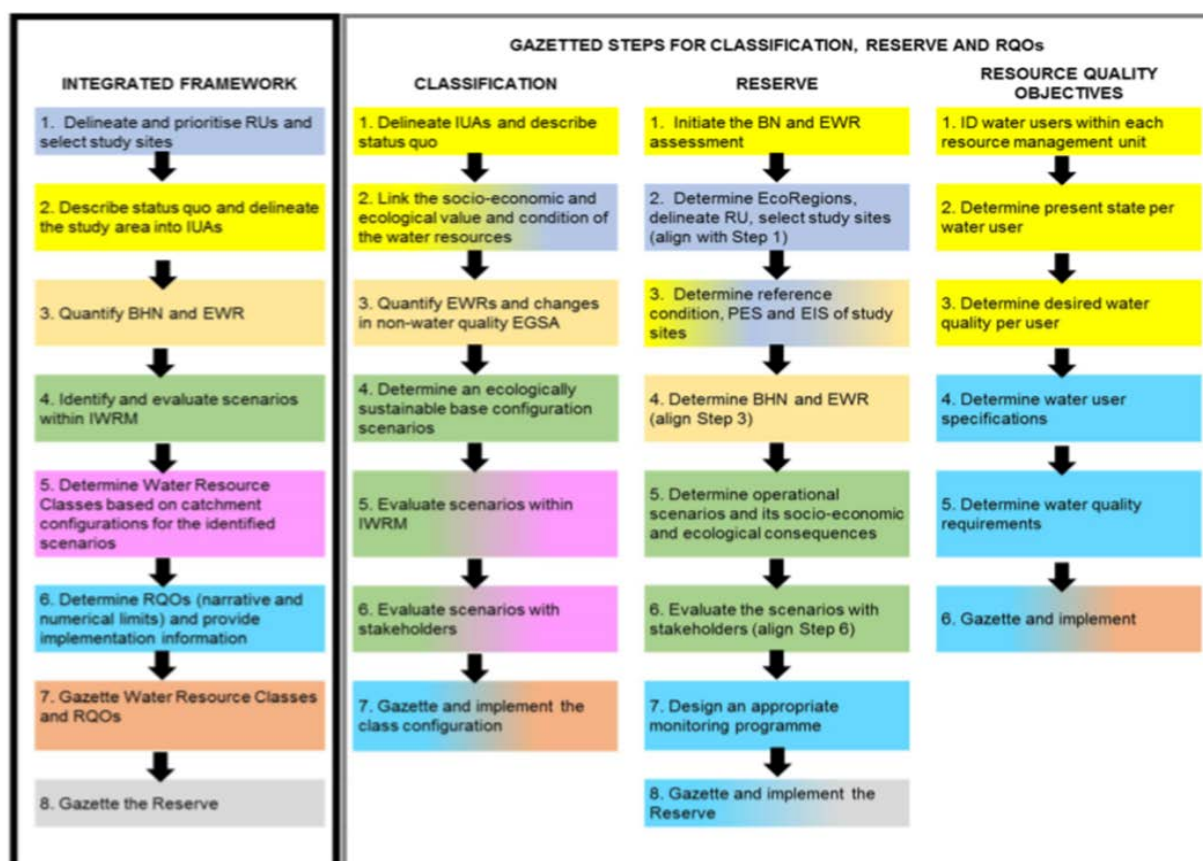 GAZETTED STEPS FOR CLASSIFICATION, RESERVE AND RQOs
INTEGRATED FRAMEWORK
1. Delineate and prioritise RUs and
select study sites
2. Describe status quo and delineate
the study area into IUAs
3. Quantify BHN and EWR
4. Identify and evaluate scenarios
within IWRM
5. Determine Water Resource
Classes based on catchment
configurations for the identified
scenarios
6. Determine RQOs (narrative and
numerical limits) and provide
implementation information
7. Gazette Water Resource Classes
and RQOs
8. Gazette the Reserve
CLASSIFICATION
1. Delineate IUAs and describe
status quo
2. Link the socio-economic and
ecological value and condition of
the water resources
3. Quantify EWRs and changes
in non-water quality EGSA
4. Determine an ecologically
sustainable base configuration
scenarios
5. Evaluate scenarios within
IWRM
6. Evaluate scenarios with
stakeholders
7. Gazette and implement the
class configuration
RESERVE
1. Initiate the BN and EWR
assessment
2. Determine EcoRegions,
delineate RU, select study sites
(align with Step 1)
3. Determine reference
condition, PES and EIS of study
sites
4. Determine BHN and EWR
(align Step 3)
5. Determine operational
scenarios and its socio-economic
and ecological consequences
6. Evaluate the scenarios with
stakeholders (align Step 6)
7. Design an appropriate
monitoring programme
8. Gazette and implement the
Reserve
RESOURCE QUALITY
OBJECTIVES
1. ID water users within each
resource management unit
2. Determine present state per
water user
3. Determine desired water
quality per user
4. Determine water user
specifications
5. Determine water quality
requirements
6. Gazette and implement